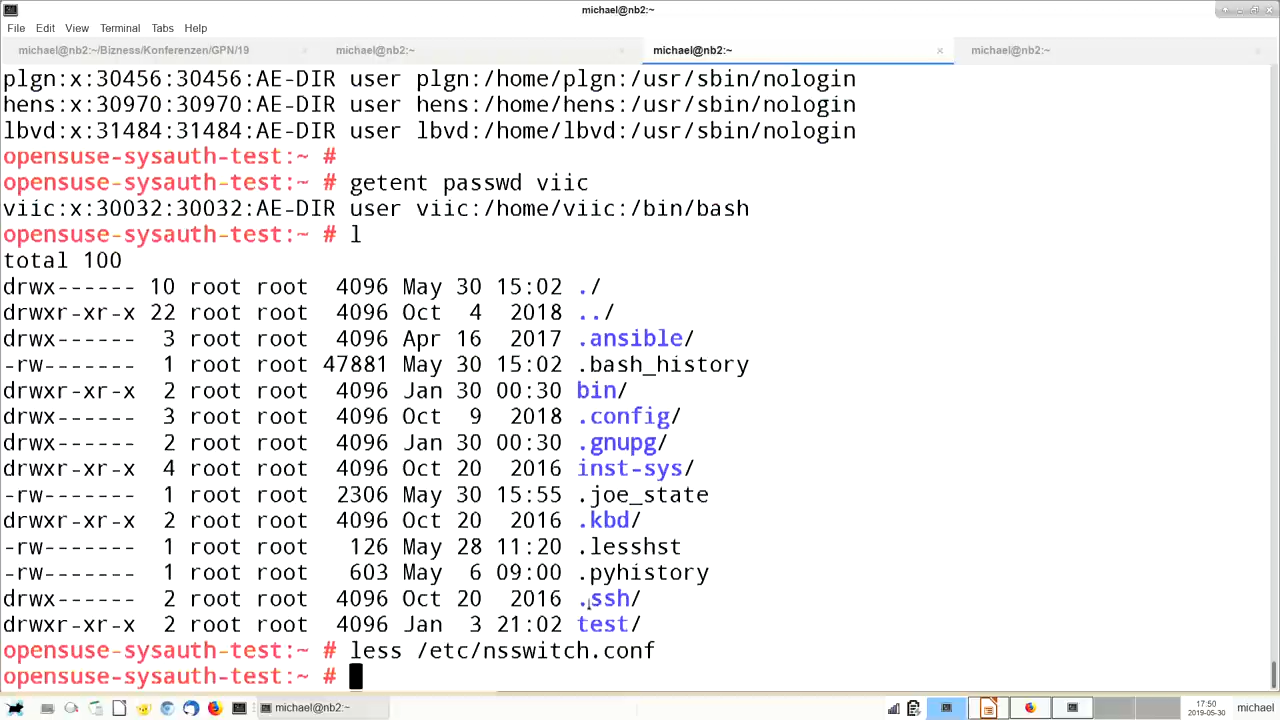 michael@nb2:~
File Edit View Terminal Tabs Help
michael@nb2:~/Bizness/Konferenzen/GPN/19 michael@nb2:~ michael@nb2:~ michael@nb2:~
plgn:x:30456:30456:AE-DIR user plgn:/home/plgn:/usr/sbin/nologin
hens:x:30970:30970:AE-DIR user hens:/home/hens:/usr/sbin/nologin
lbvd:x:31484:31484:AE-DIR user lbvd:/home/lbvd:/usr/sbin/nologin
opensuse-sysauth-test:~ #
opensuse-sysauth-test:~ # getent passwd viic
viic:x:30032:30032:AE-DIR user viic:/home/viic:/bin/bash
opensuse-sysauth-test:~ # l
total 100
drwx------ 10 root root  4096 May 30 15:02 ./
drwxr-xr-x 22 root root  4096 Oct  4  2018 ../
drwx------  3 root root  4096 Apr 16  2017 .ansible/
-rw-------  1 root root 47881 May 30 15:02 .bash_history
drwxr-xr-x  2 root root  4096 Jan 30 00:30 bin/
drwx------  3 root root  4096 Oct  9  2018 .config/
drwx------  2 root root  4096 Jan 30 00:30 .gnupg/
drwxr-xr-x  4 root root  4096 Oct 20  2016 inst-sys/
-rw-------  1 root root  2306 May 30 15:55 .joe_state
drwxr-xr-x  2 root root  4096 Oct 20  2016 .kbd/
-rw-------  1 root root   126 May 28 11:20 .lesshst
-rw-------  1 root root   603 May  6 09:00 .pyhistory
drwx------  2 root root  4096 Oct 20  2016 .ssh/
drwxr-xr-x  2 root root  4096 Jan  3 21:02 test/
opensuse-sysauth-test:~ # less /etc/nsswitch.conf
opensuse-sysauth-test:~ #
michael@nb2:~ 17:50 michael
2019-05-30